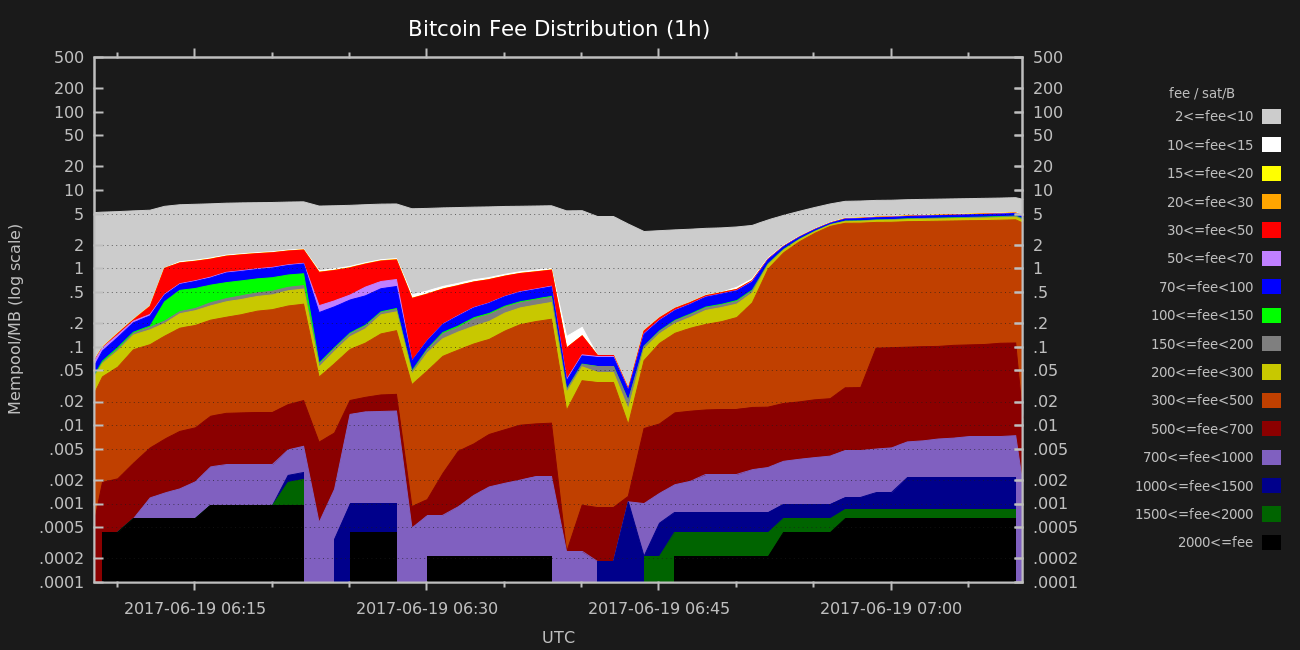 Bitcoin Fee Distribution (1h)
500 500
200 200
100 100
50 50
20 20
10 10
5 5
2 2
1 1
.5 .5
.2 .2
.1 .1
.05 .05
.02 .02
.01 .01
.005 .005
.002 .002
.001 .001
.0005 .0005
.0002 .0002
.0001 .0001
Mempool/MB (log scale)
2017-06-19 06:15 2017-06-19 06:30 2017-06-19 06:45 2017-06-19 07:00
UTC
fee / sat/B
2<=fee<10
10<=fee<15
15<=fee<20
20<=fee<30
30<=fee<50
50<=fee<70
70<=fee<100
100<=fee<150
150<=fee<200
200<=fee<300
300<=fee<500
500<=fee<700
700<=fee<1000
1000<=fee<1500
1500<=fee<2000
2000<=fee